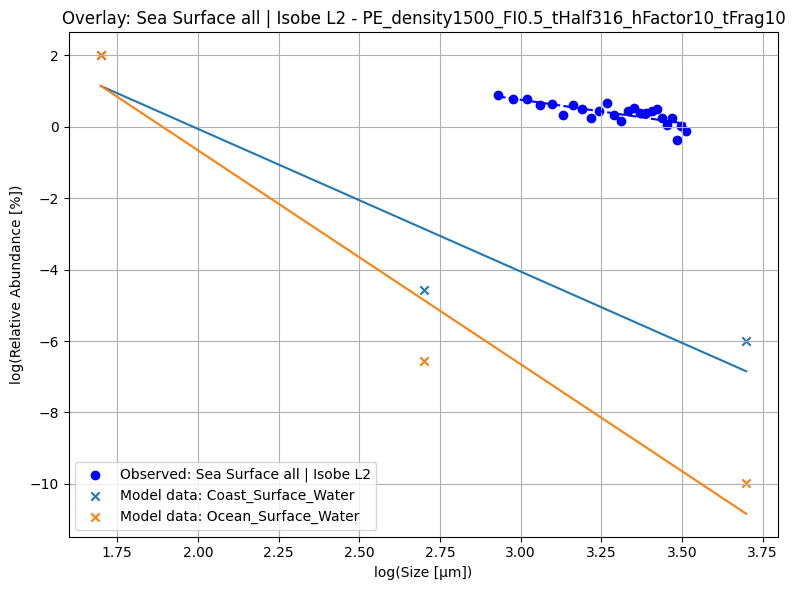 Overlay: Sea Surface all | Isobe L2 - PE_density1500_FI0.5_tHalf316_hFactor10_tFrag10
log(Relative Abundance [%])
2
0
−2
−4
−6
−8
−10
Observed: Sea Surface all | Isobe L2
Model data: Coast_Surface_Water
Model data: Ocean_Surface_Water
1.75 2.00 2.25 2.50 2.75 3.00 3.25 3.50 3.75
log(Size [µm])